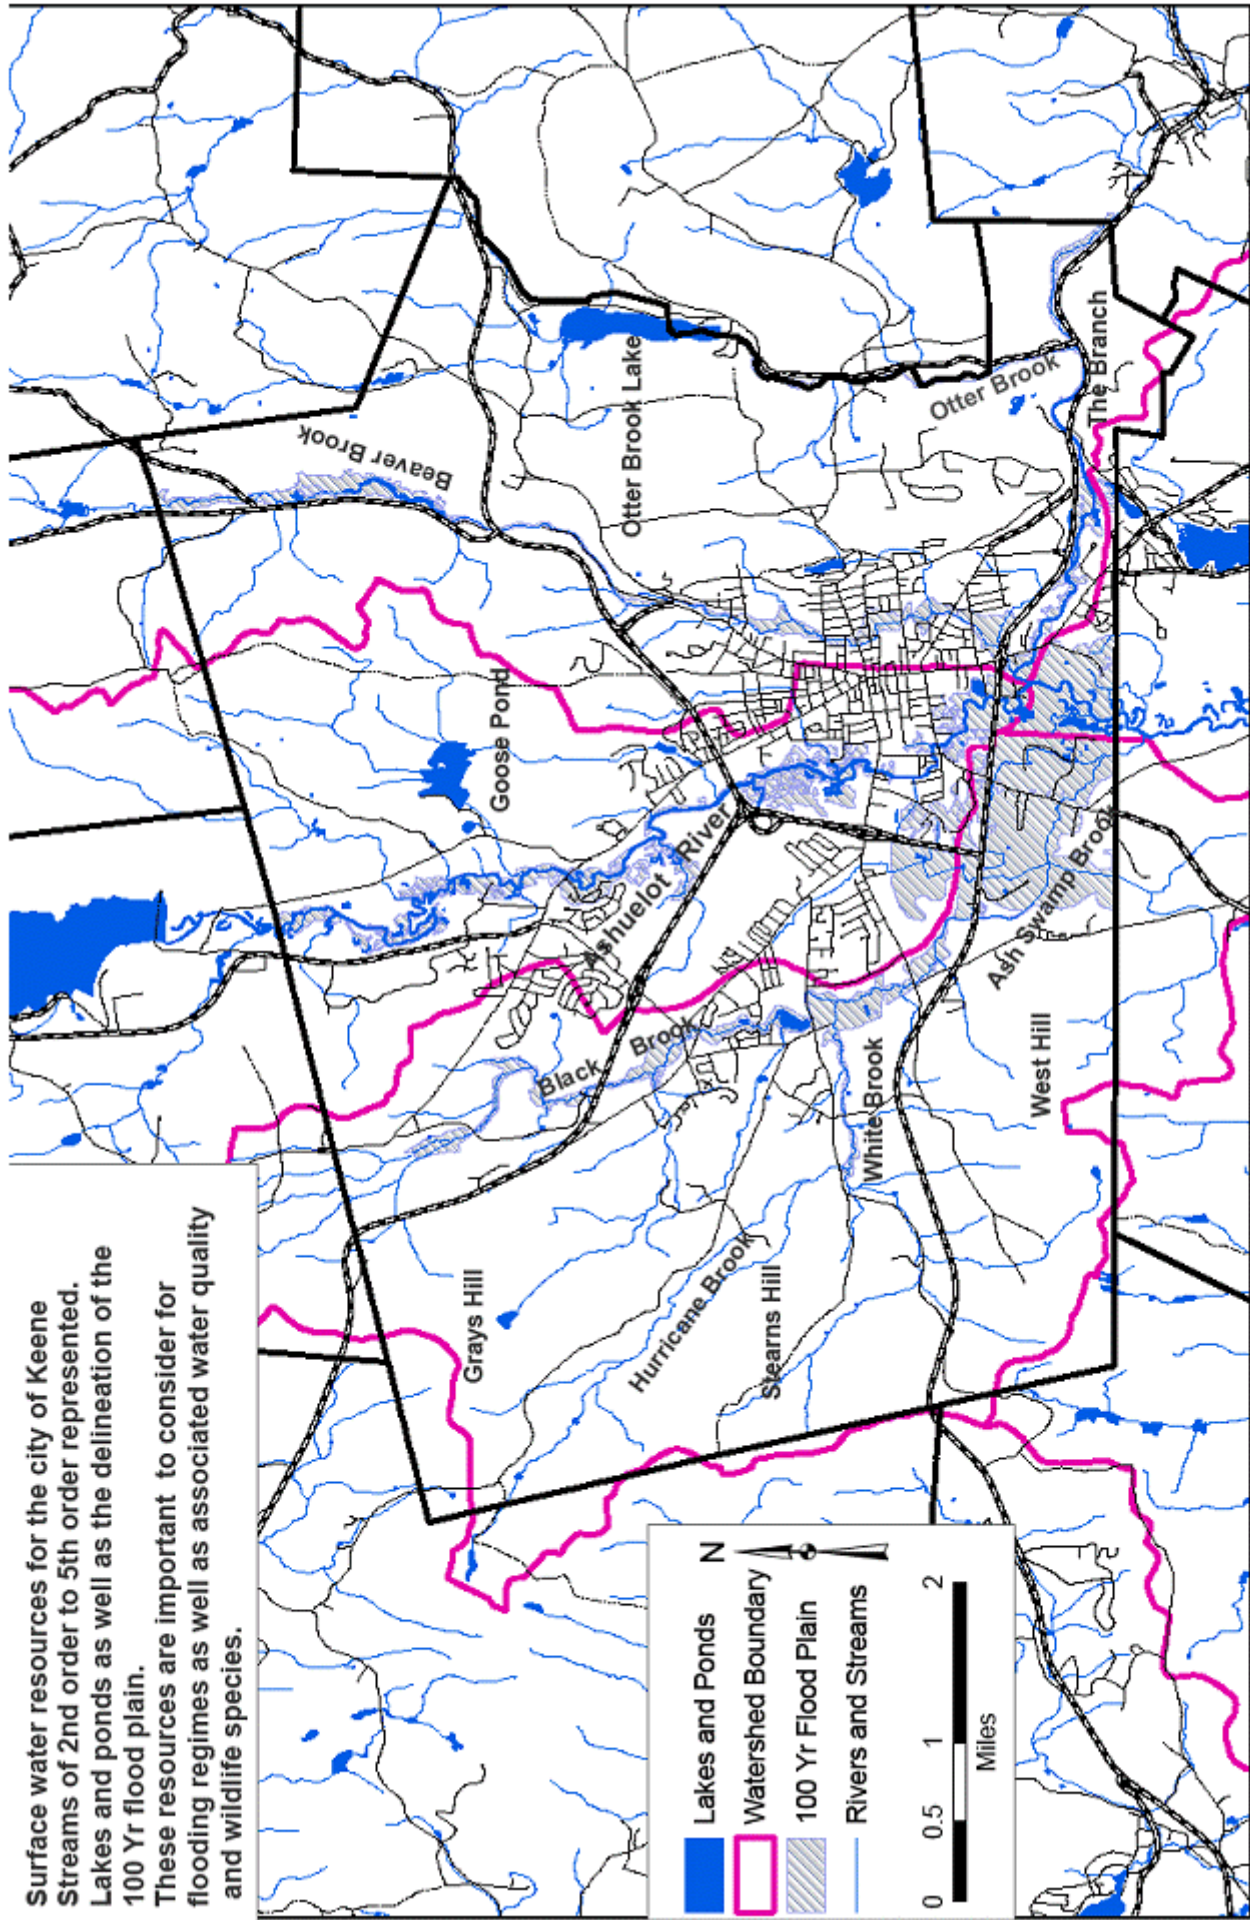 Surface water resources for the city of Keene
Streams of 2nd order to 5th order represented.
Lakes and ponds as well as the delineation of the
100 Yr flood plain.
These resources are important to consider for
flooding regimes as well as associated water quality
and wildlife species.
Beaver Brook
Otter Brook Lake
Goose Pond
Otter Brook
The Branch
Ashuelot River
Black Brook
Ash Swamp Brook
White Brook
West Hill
Grays Hill
Hurricane Brook
Stearns Hill
N
Lakes and Ponds
Watershed Boundary
100 Yr Flood Plain
Rivers and Streams
0 0.5 1 2
Miles